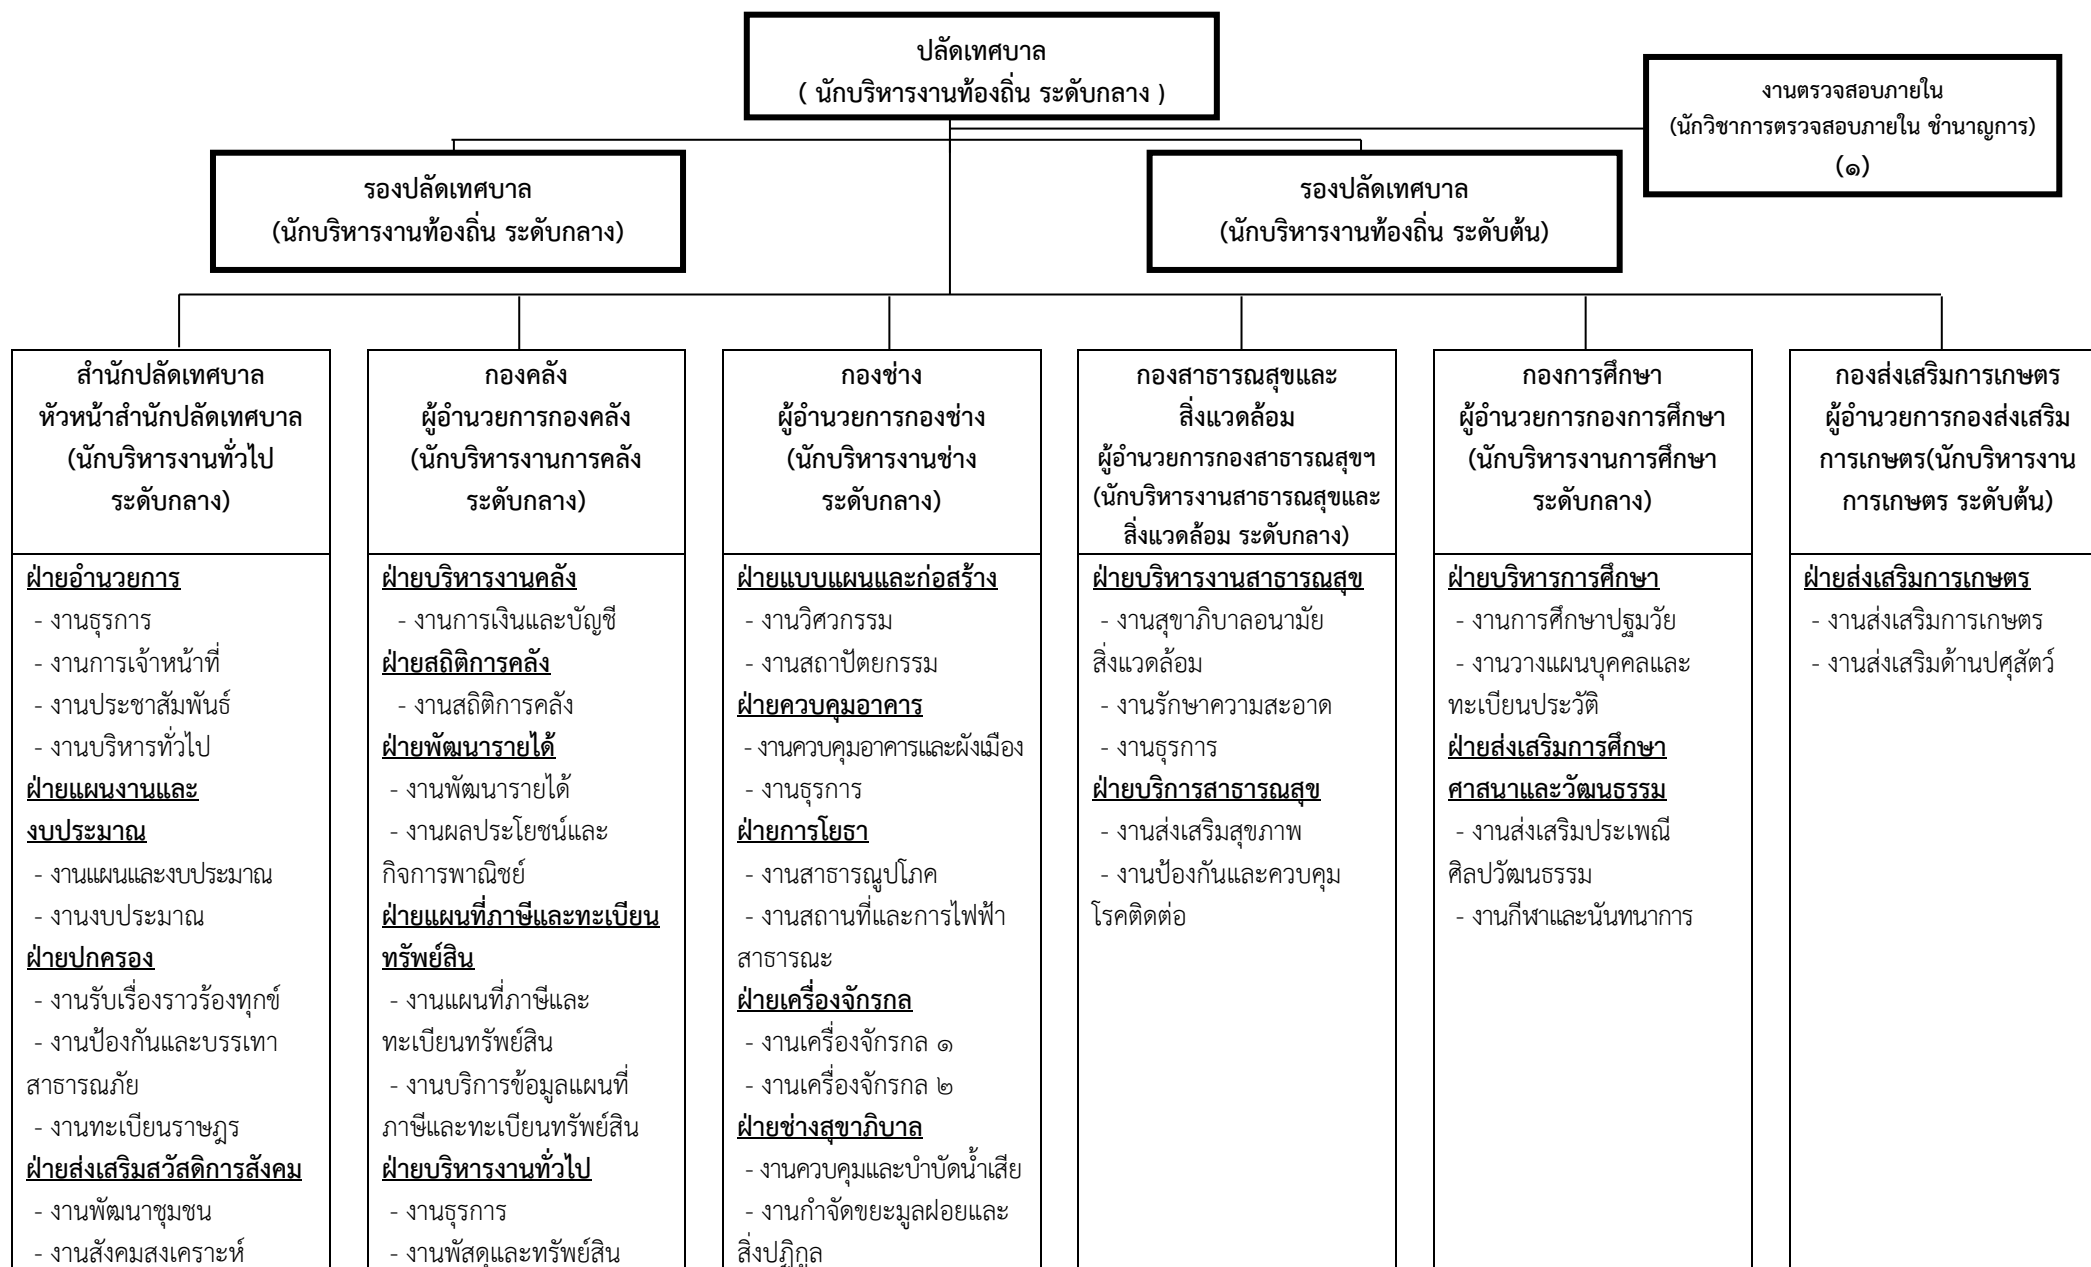 ปลัดเทศบาล
( นักบริหารงานท้องถิ่น ระดับกลาง )
งานตรวจสอบภายใน
(นักวิชาการตรวจสอบภายใน ชำนาญการ)
(๑)
รองปลัดเทศบาล
(นักบริหารงานท้องถิ่น ระดับกลาง)
รองปลัดเทศบาล
(นักบริหารงานท้องถิ่น ระดับต้น)
สำนักปลัดเทศบาล
หัวหน้าสำนักปลัดเทศบาล
(นักบริหารงานทั่วไป
ระดับกลาง)
ฝ่ายอำนวยการ
- งานธุรการ
- งานการเจ้าหน้าที่
- งานประชาสัมพันธ์
- งานบริหารทั่วไป
ฝ่ายแผนงานและ
งบประมาณ
- งานแผนและงบประมาณ
- งานงบประมาณ
ฝ่ายปกครอง
- งานรับเรื่องราวร้องทุกข์
- งานป้องกันและบรรเทา
สาธารณภัย
- งานทะเบียนราษฎร
ฝ่ายส่งเสริมสวัสดิการสังคม
- งานพัฒนาชุมชน
- งานสังคมสงเคราะห์
กองคลัง
ผู้อำนวยการกองคลัง
(นักบริหารงานการคลัง
ระดับกลาง)
ฝ่ายบริหารงานคลัง
- งานการเงินและบัญชี
ฝ่ายสถิติการคลัง
- งานสถิติการคลัง
ฝ่ายพัฒนารายได้
- งานพัฒนารายได้
- งานผลประโยชน์และ
กิจการพาณิชย์
ฝ่ายแผนที่ภาษีและทะเบียน
ทรัพย์สิน
- งานแผนที่ภาษีและ
ทะเบียนทรัพย์สิน
- งานบริการข้อมูลแผนที่
ภาษีและทะเบียนทรัพย์สิน
ฝ่ายบริหารงานทั่วไป
- งานธุรการ
- งานพัสดุและทรัพย์สิน
กองช่าง
ผู้อำนวยการกองช่าง
(นักบริหารงานช่าง
ระดับกลาง)
ฝ่ายแบบแผนและก่อสร้าง
- งานวิศวกรรม
- งานสถาปัตยกรรม
ฝ่ายควบคุมอาคาร
- งานควบคุมอาคารและผังเมือง
- งานธุรการ
ฝ่ายการโยธา
- งานสาธารณูปโภค
- งานสถานที่และการไฟฟ้า
สาธารณะ
ฝ่ายเครื่องจักรกล
- งานเครื่องจักรกล ๑
- งานเครื่องจักรกล ๒
ฝ่ายช่างสุขาภิบาล
- งานควบคุมและบำบัดน้ำเสีย
- งานกำจัดขยะมูลฝอยและ
สิ่งปฏิกูล
กองสาธารณสุขและ
สิ่งแวดล้อม
ผู้อำนวยการกองสาธารณสุขฯ
(นักบริหารงานสาธารณสุขและ
สิ่งแวดล้อม ระดับกลาง)
ฝ่ายบริหารงานสาธารณสุข
- งานสุขาภิบาลอนามัย
สิ่งแวดล้อม
- งานรักษาความสะอาด
- งานธุรการ
ฝ่ายบริการสาธารณสุข
- งานส่งเสริมสุขภาพ
- งานป้องกันและควบคุม
โรคติดต่อ
กองการศึกษา
ผู้อำนวยการกองการศึกษา
(นักบริหารงานการศึกษา
ระดับกลาง)
ฝ่ายบริหารการศึกษา
- งานการศึกษาปฐมวัย
- งานวางแผนบุคคลและ
ทะเบียนประวัติ
ฝ่ายส่งเสริมการศึกษา
ศาสนาและวัฒนธรรม
- งานส่งเสริมประเพณี
ศิลปวัฒนธรรม
- งานกีฬาและนันทนาการ
กองส่งเสริมการเกษตร
ผู้อำนวยการกองส่งเสริม
การเกษตร(นักบริหารงาน
การเกษตร ระดับต้น)
ฝ่ายส่งเสริมการเกษตร
- งานส่งเสริมการเกษตร
- งานส่งเสริมด้านปศุสัตว์